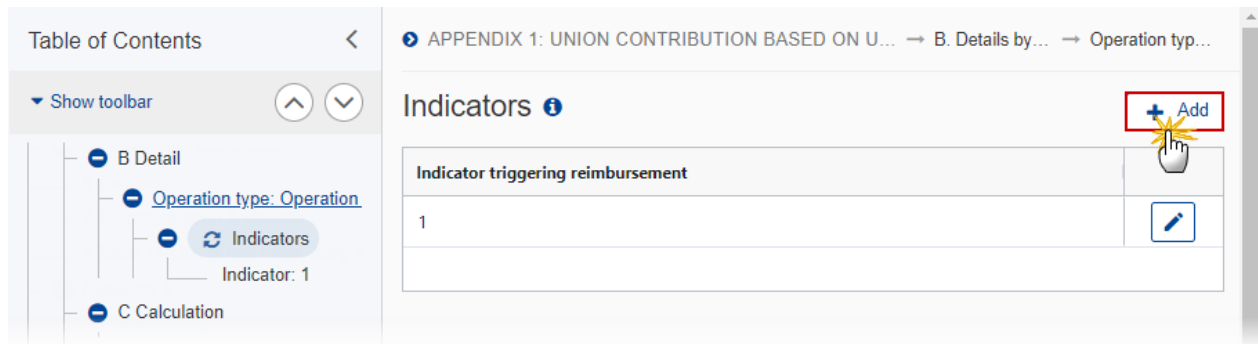 Table of Contents
Show toolbar
B Detail
Operation type: Operation
Indicators
Indicator: 1
C Calculation
APPENDIX 1: UNION CONTRIBUTION BASED ON U... → B. Details by... → Operation typ...
Indicators
+ Add
Indicator triggering reimbursement
1